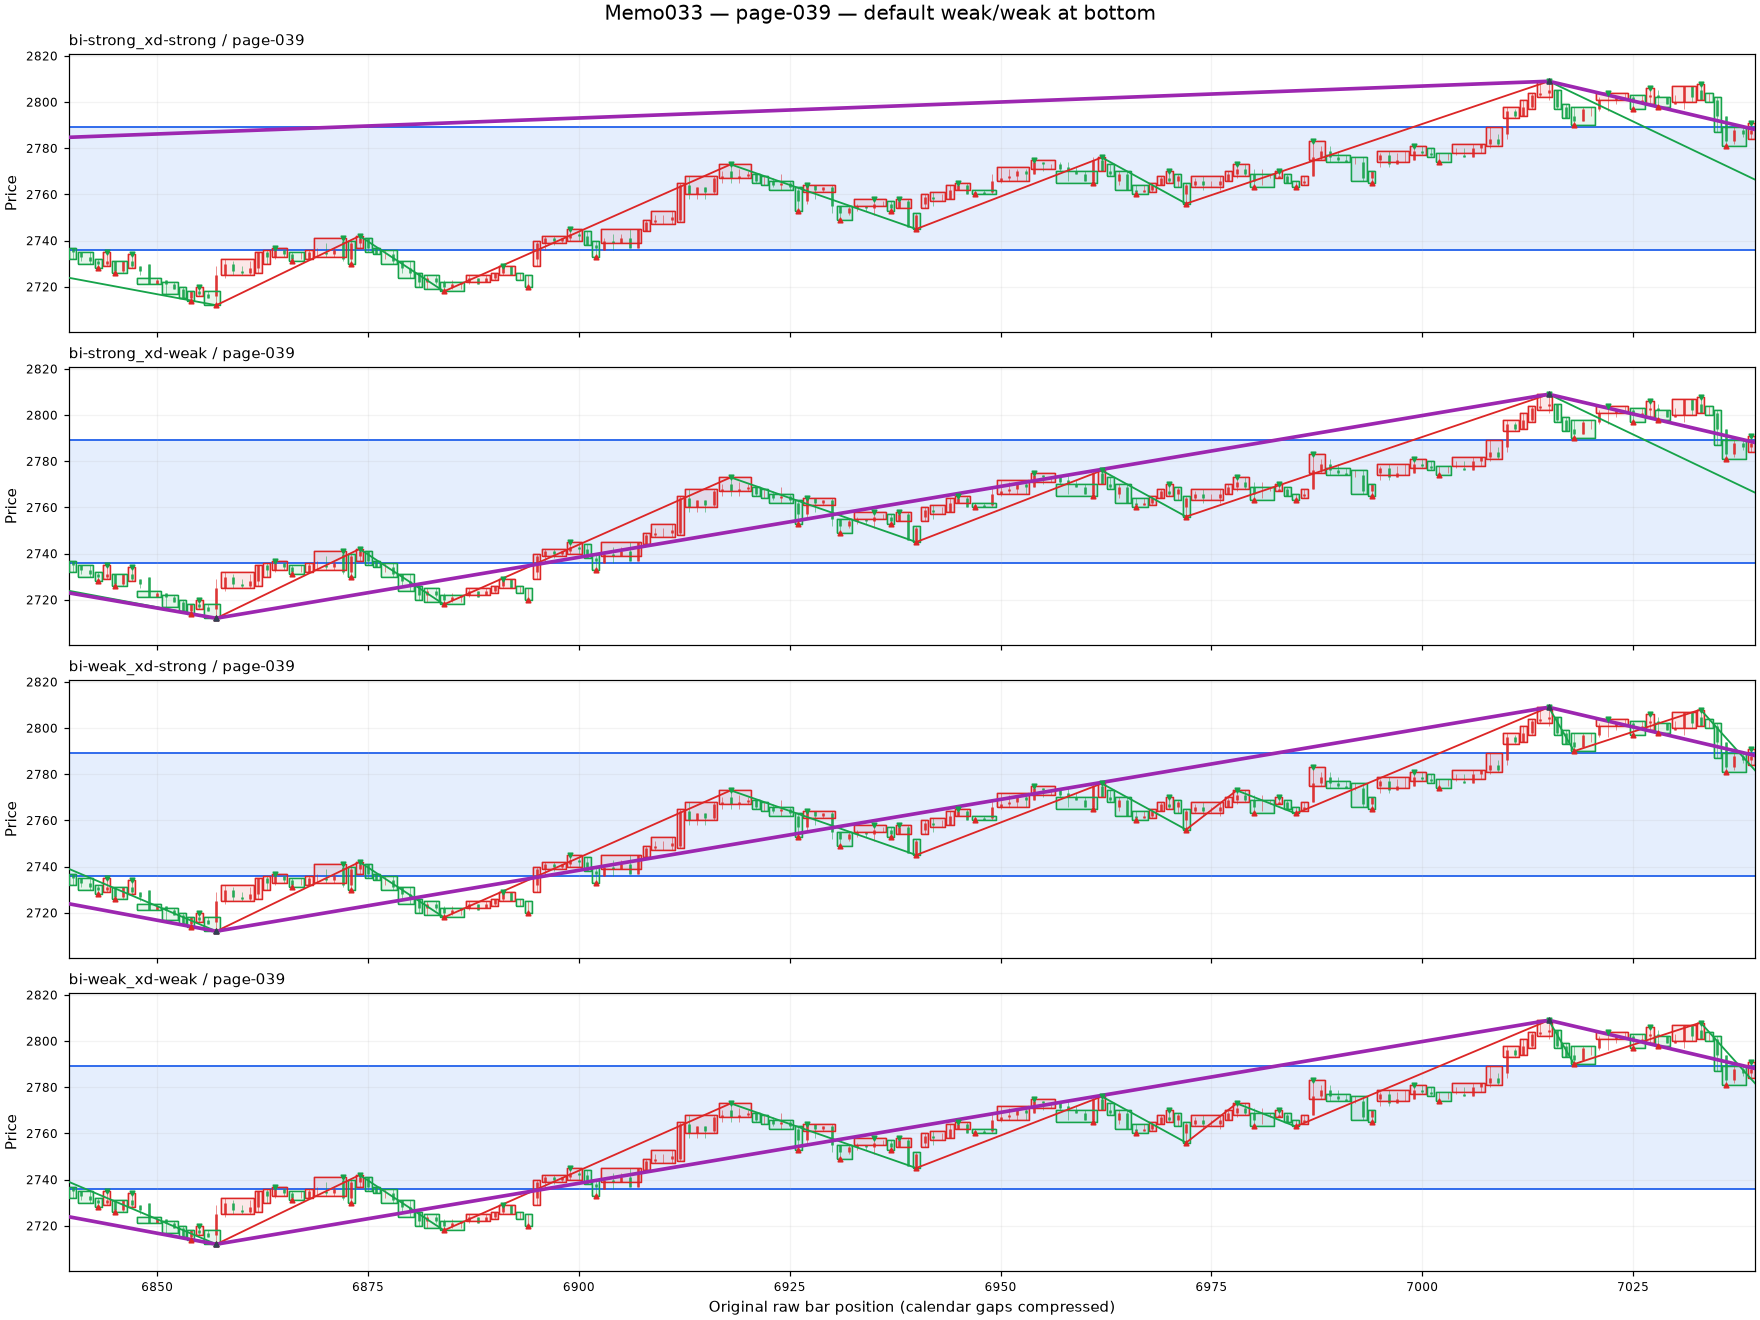 Memo033 — page-039 — default weak/weak at bottom
bi-strong_xd-strong / page-039
2820
2800
2780
2760
2740
2720
Price
bi-strong_xd-weak / page-039
2820
2800
2780
2760
2740
2720
Price
bi-weak_xd-strong / page-039
2820
2800
2780
2760
2740
2720
Price
bi-weak_xd-weak / page-039
2820
2800
2780
2760
2740
2720
Price
6850 6875 6900 6925 6950 6975 7000 7025
Original raw bar position (calendar gaps compressed)